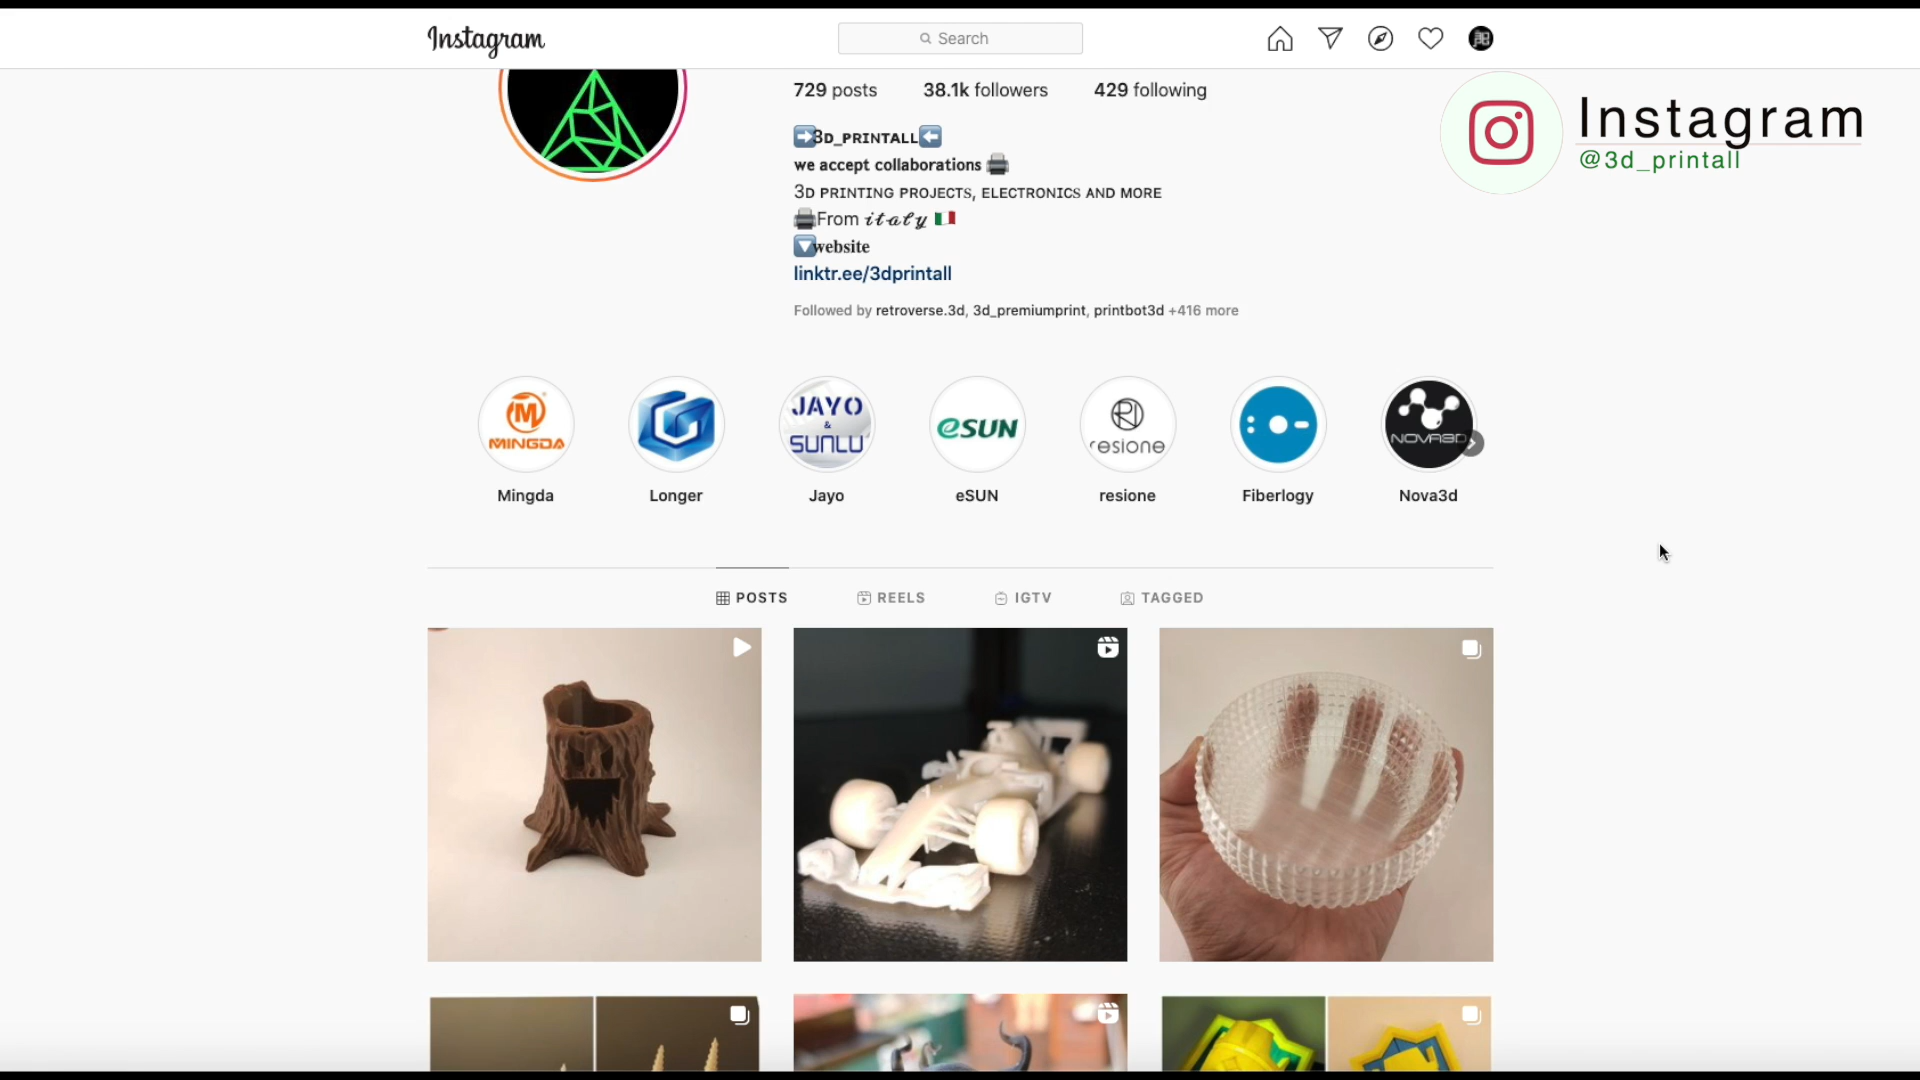 Instagram
Search
729 posts 38.1k followers 429 following
➡️3D_PRINTALL⬅️
we accept collaborations 🖨️
3D PRINTING PROJECTS, ELECTRONICS AND MORE
🖨️From 𝓲𝓽𝓪𝓵𝔂 🇮🇹
🔽website
linktr.ee/3dprintall
Followed by retroverse.3d, 3d_premiumprint, printbot3d +416 more
Instagram
@3d_printall
MINGDA
JAYO
&
SUNLU
eSUN
resione
NOVA3D
Mingda Longer Jayo eSUN resione Fiberlogy Nova3d
POSTS REELS IGTV TAGGED